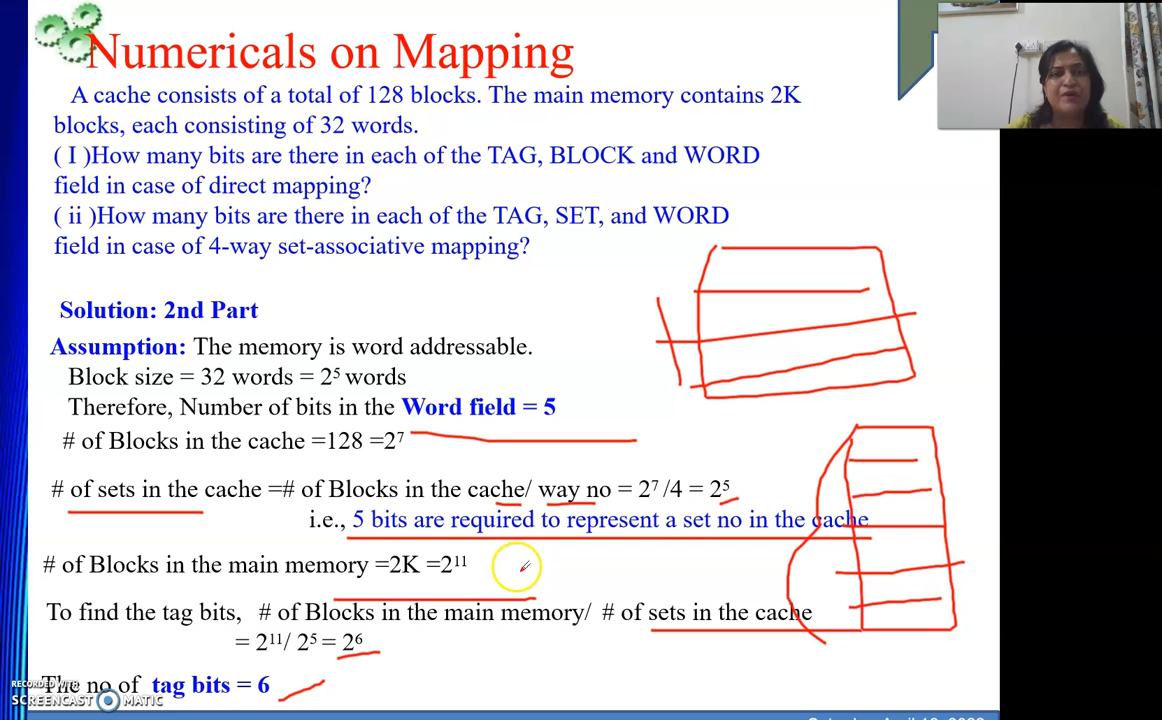 Numericals on Mapping
A cache consists of a total of 128 blocks. The main memory contains 2K
blocks, each consisting of 32 words.
( I )How many bits are there in each of the TAG, BLOCK and WORD
field in case of direct mapping?
( ii )How many bits are there in each of the TAG, SET, and WORD
field in case of 4-way set-associative mapping?
Solution: 2nd Part
Assumption: The memory is word addressable.
Block size = 32 words = 2⁵ words
Therefore, Number of bits in the Word field = 5
# of Blocks in the cache =128 =2⁷
# of sets in the cache =# of Blocks in the cache/ way no = 2⁷ /4 = 2⁵
i.e., 5 bits are required to represent a set no in the cache
# of Blocks in the main memory =2K =2¹¹
To find the tag bits, # of Blocks in the main memory/ # of sets in the cache
= 2¹¹/ 2⁵ = 2⁶
The no of tag bits = 6
RECORDED WITH
SCREENCAST MATIC